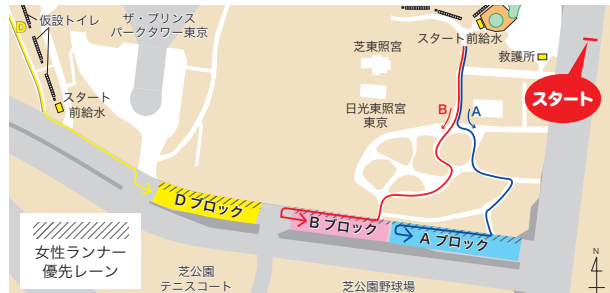 D
仮設トイレ
ザ・プリンス
パークタワー東京
スタート前給水
芝東照宮
救護所
スタート
スタート
前給水
日光東照宮
東京
B
A
D ブロック
B ブロック
A ブロック
女性ランナー
優先レーン
芝公園
テニスコート
芝公園野球場
N